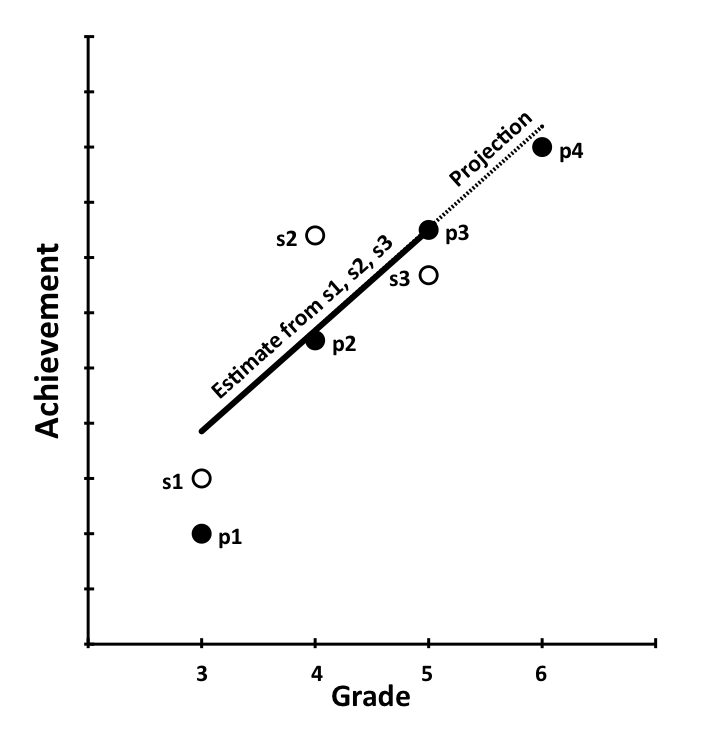 Projection
p4
s2
p3
Estimate from s1, s2, s3
s3
p2
Achievement
s1
p1
3 4 5 6
Grade